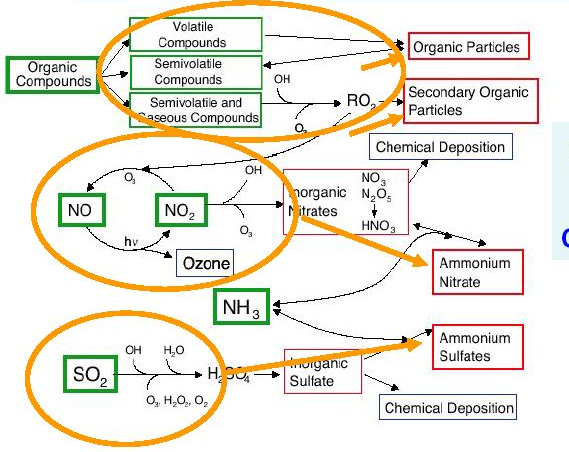 Volatile
Compounds
Organic
Compounds
Semivolatile
Compounds
Semivolatile and
Gaseous Compounds
OH
O₃
RO₂
Organic Particles
Secondary Organic
Particles
Chemical Deposition
O₃
NO
NO₂
OH
O₃
hν
Ozone
Inorganic
Nitrates
NO₃
N₂O₅
HNO₃
Ammonium
Nitrate
NH₃
SO₂
OH
H₂O
O₃, H₂O₂, O₂
H₂SO₄
Inorganic
Sulfate
Ammonium
Sulfates
Chemical Deposition